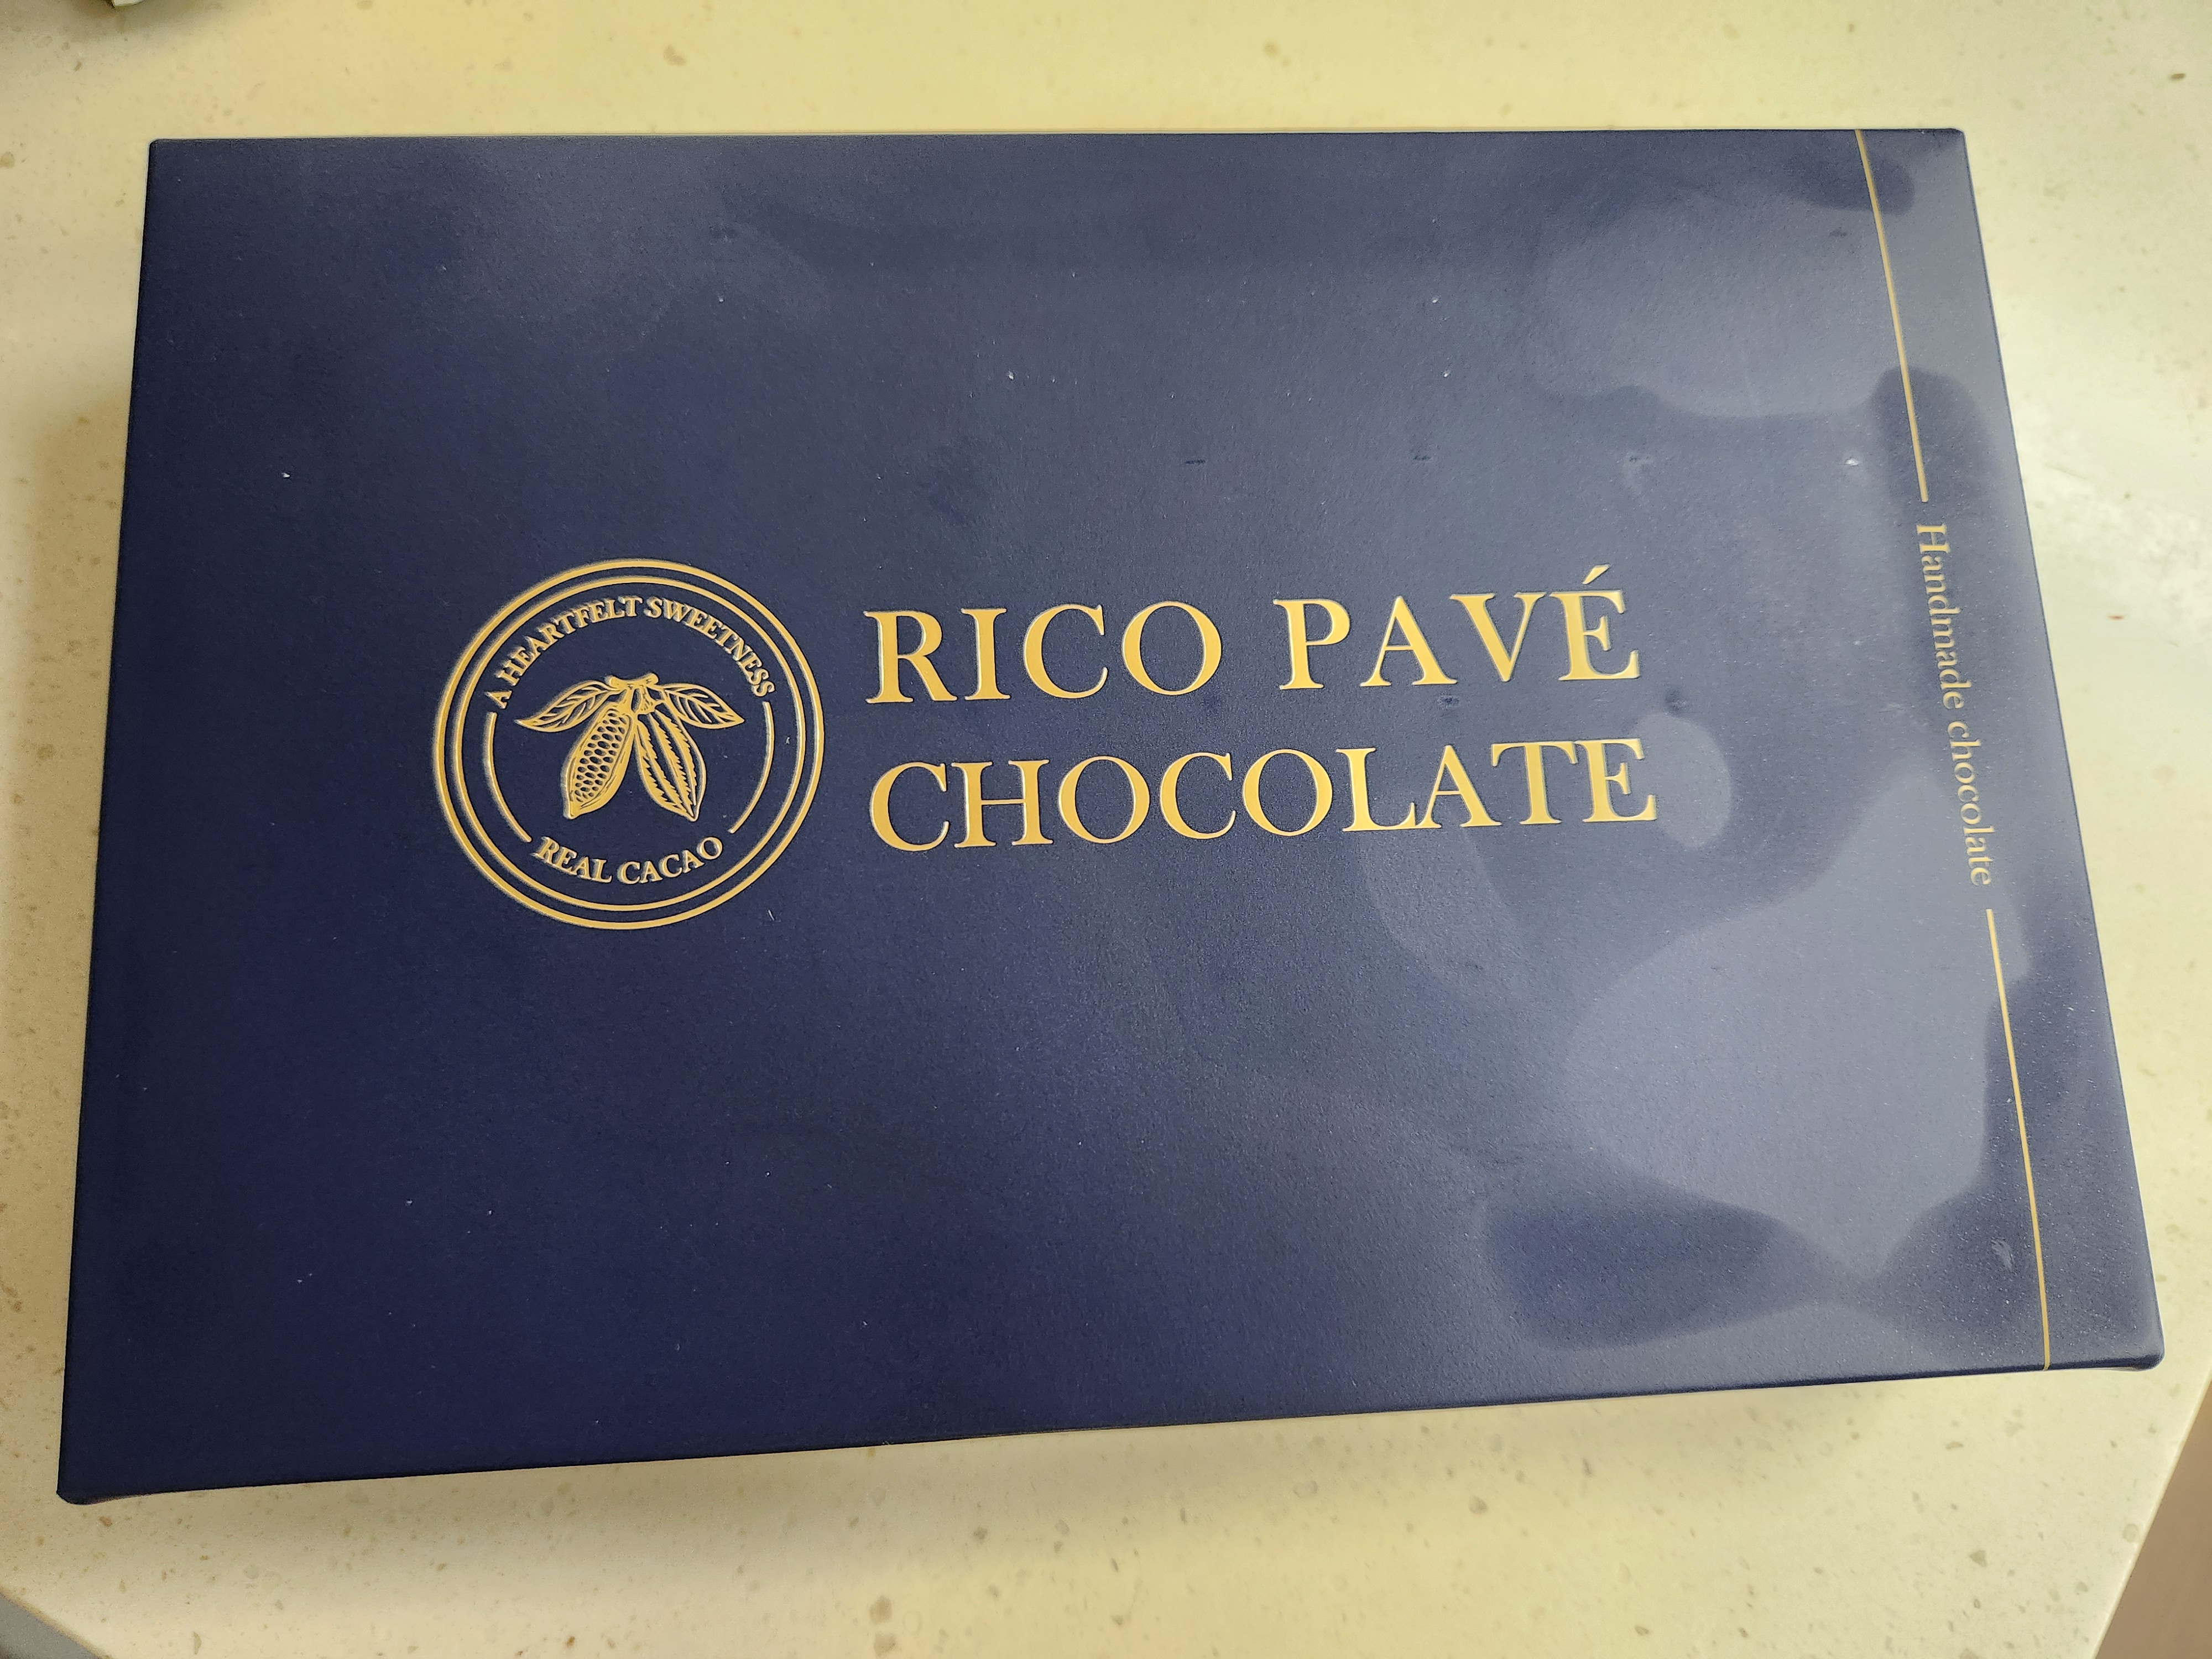 A HEARTFELT SWEETNESS
REAL CACAO
RICO PAVÉ
CHOCOLATE
Handmade chocolate